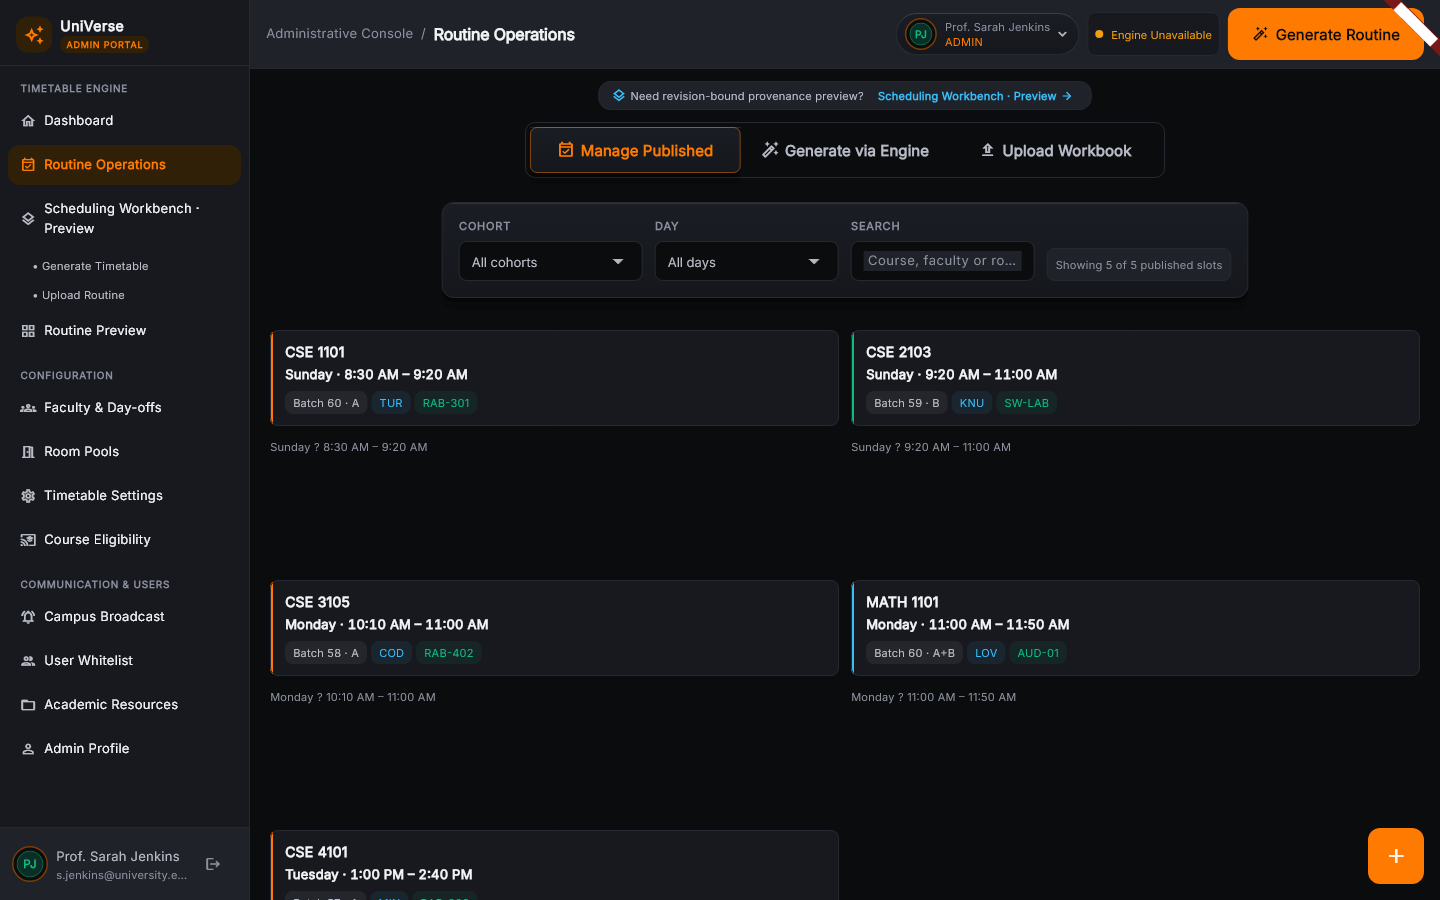 UniVerse
ADMIN PORTAL
TIMETABLE ENGINE
Dashboard
Routine Operations
Scheduling Workbench ·
Preview
• Generate Timetable
• Upload Routine
Routine Preview
CONFIGURATION
Faculty & Day-offs
Room Pools
Timetable Settings
Course Eligibility
COMMUNICATION & USERS
Campus Broadcast
User Whitelist
Academic Resources
Admin Profile
PJ
Prof. Sarah Jenkins
s.jenkins@university.e...
Administrative Console / Routine Operations
PJ
Prof. Sarah Jenkins
ADMIN
Engine Unavailable
Generate Routine
Need revision-bound provenance preview? Scheduling Workbench · Preview →
Manage Published
Generate via Engine
Upload Workbook
COHORT
All cohorts
DAY
All days
SEARCH
Course, faculty or ro...
Showing 5 of 5 published slots
CSE 1101
Sunday · 8:30 AM – 9:20 AM
Batch 60 · A TUR RAB-301
Sunday ? 8:30 AM – 9:20 AM
CSE 2103
Sunday · 9:20 AM – 11:00 AM
Batch 59 · B KNU SW-LAB
Sunday ? 9:20 AM – 11:00 AM
CSE 3105
Monday · 10:10 AM – 11:00 AM
Batch 58 · A COD RAB-402
Monday ? 10:10 AM – 11:00 AM
MATH 1101
Monday · 11:00 AM – 11:50 AM
Batch 60 · A+B LOV AUD-01
Monday ? 11:00 AM – 11:50 AM
CSE 4101
Tuesday · 1:00 PM – 2:40 PM